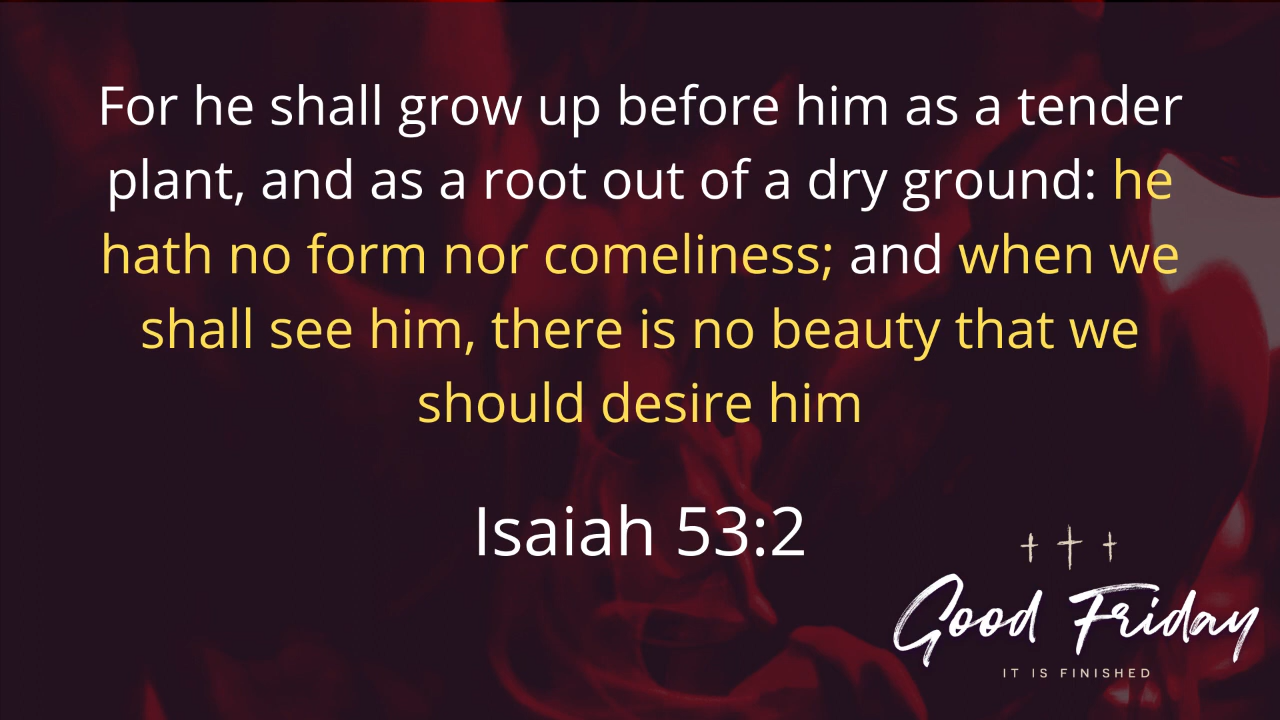 For he shall grow up before him as a tender
plant, and as a root out of a dry ground: he
hath no form nor comeliness; and when we
shall see him, there is no beauty that we
should desire him
Isaiah 53:2
Good Friday
IT IS FINISHED